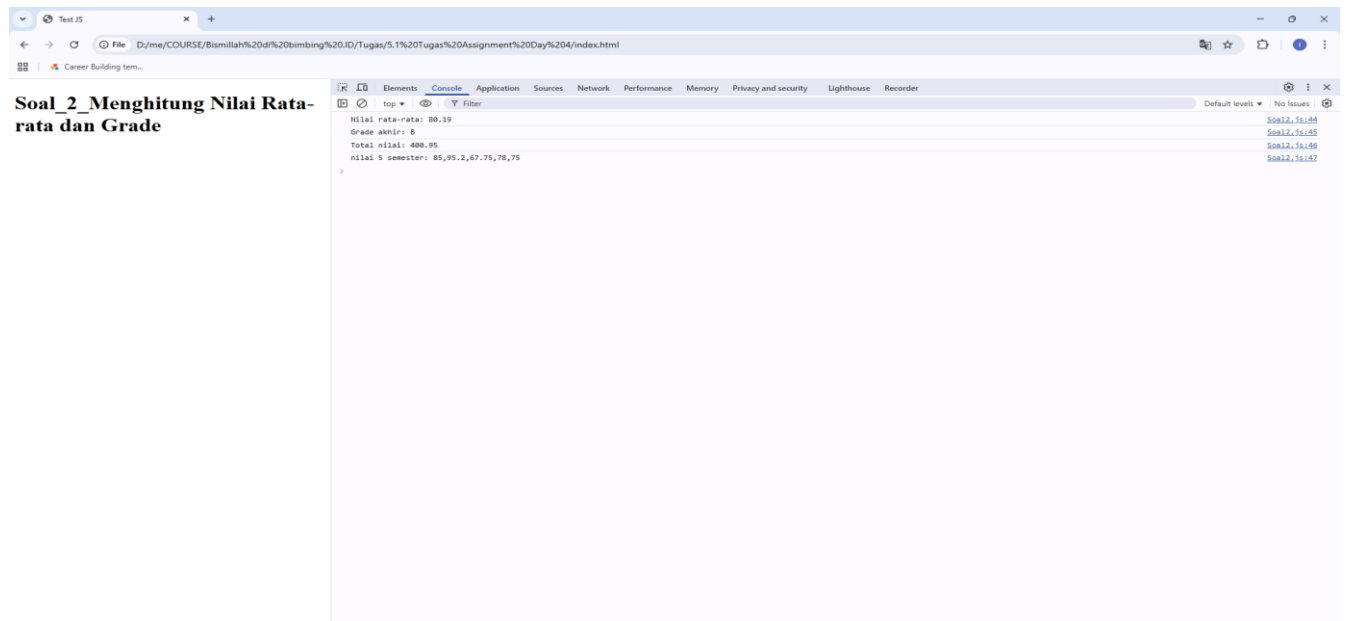 Test JS
File D:/me/COURSE/Bismillah%20di%20bimbing%20.ID/Tugas/5.1%20Tugas%20Assignment%20Day%204/index.html
Career Building tem...
Elements Console Application Sources Network Performance Memory Privacy and security Lighthouse Recorder
top Filter Default levels No Issues
Soal_2_Menghitung Nilai Rata-
rata dan Grade
Nilai rata-rata: 80.19 Soal2.js:44
Grade akhir: B Soal2.js:45
Total nilai: 400.95 Soal2.js:46
nilai 5 semester: 85,95.2,67.75,78,75 Soal2.js:47